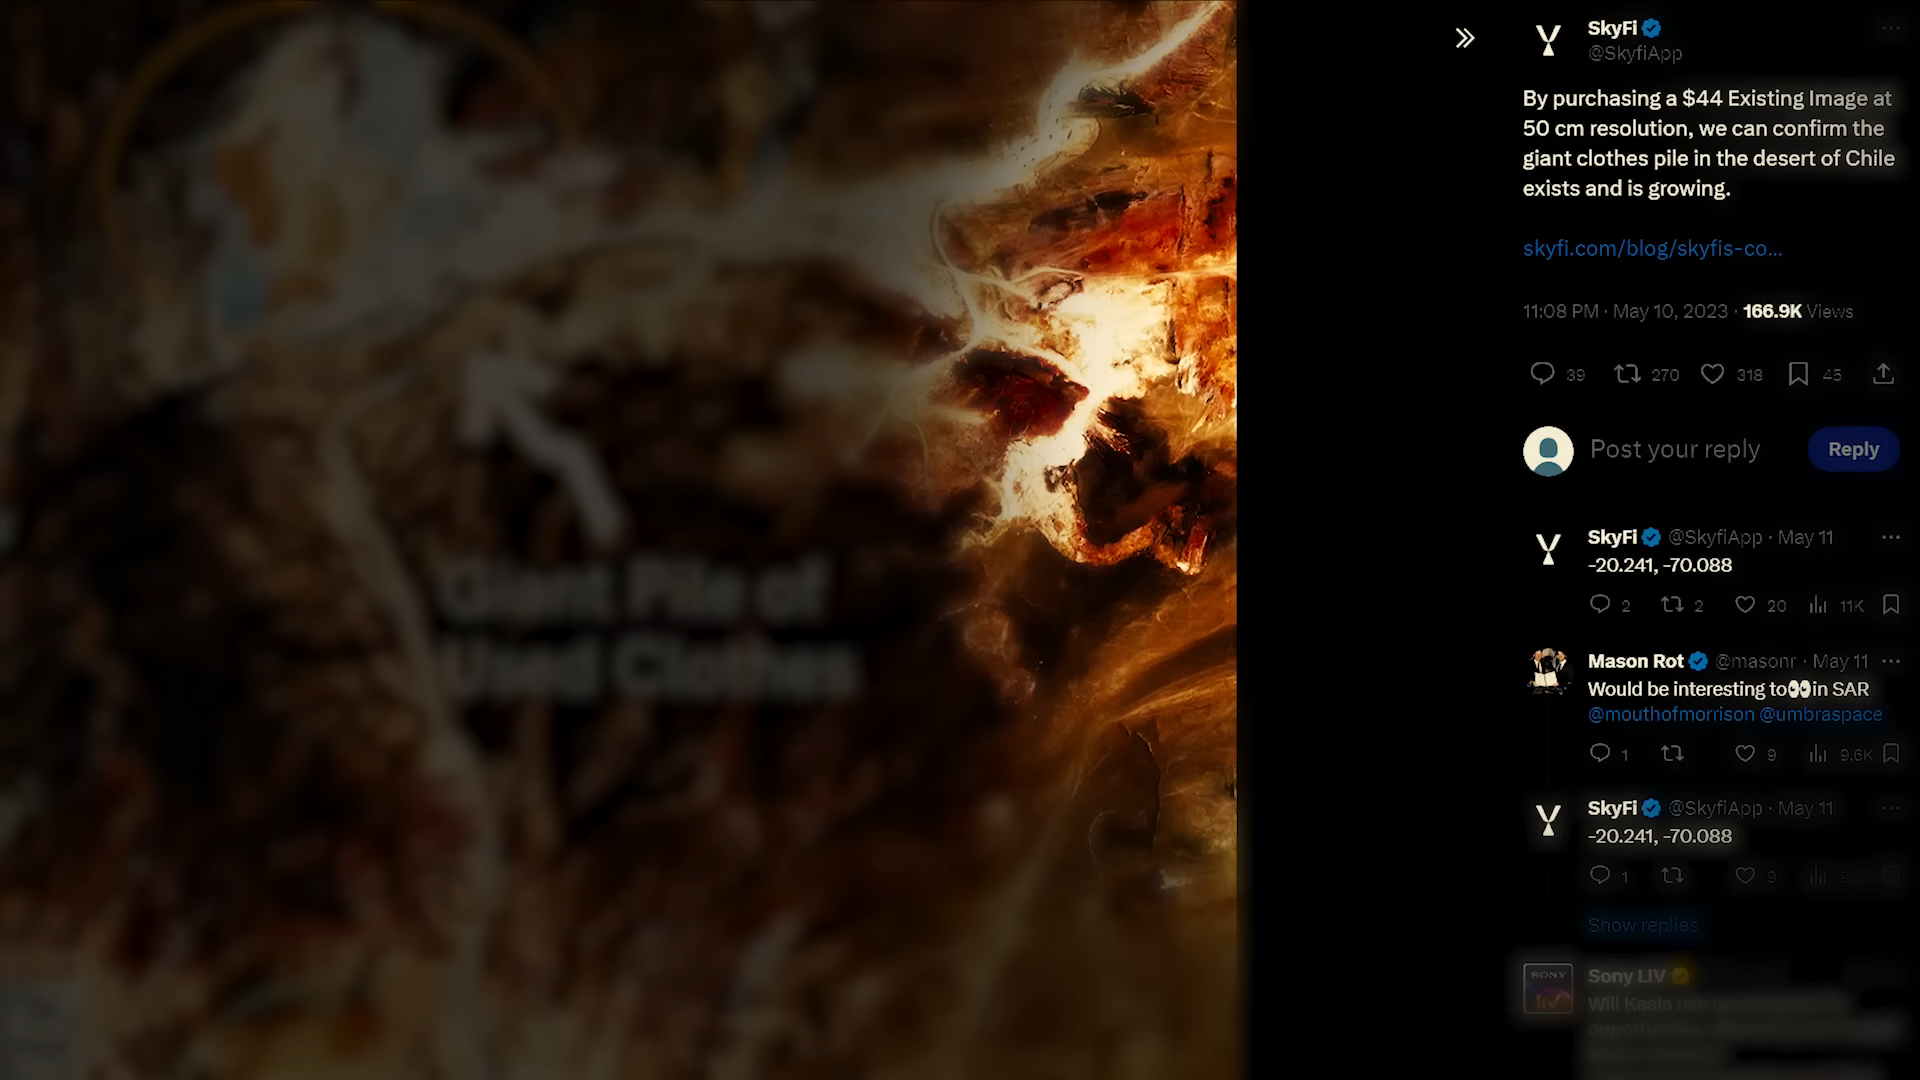 Giant Pile of
Used Clothes
SkyFi
@SkyfiApp
By purchasing a $44 Existing Image at
50 cm resolution, we can confirm the
giant clothes pile in the desert of Chile
exists and is growing.
skyfi.com/blog/skyfis-co...
11:08 PM · May 10, 2023 · 166.9K Views
39 270 318 45
Post your reply Reply
SkyFi @SkyfiApp · May 11
-20.241, -70.088
2 2 20 11K
Mason Rot @masonr · May 11
Would be interesting to👀in SAR
@mouthofmorrison @umbraspace
1 9 9.6K
SkyFi @SkyfiApp · May 11
-20.241, -70.088
1 9
Show replies
SONY
liv
Sony LIV
Will Kaala